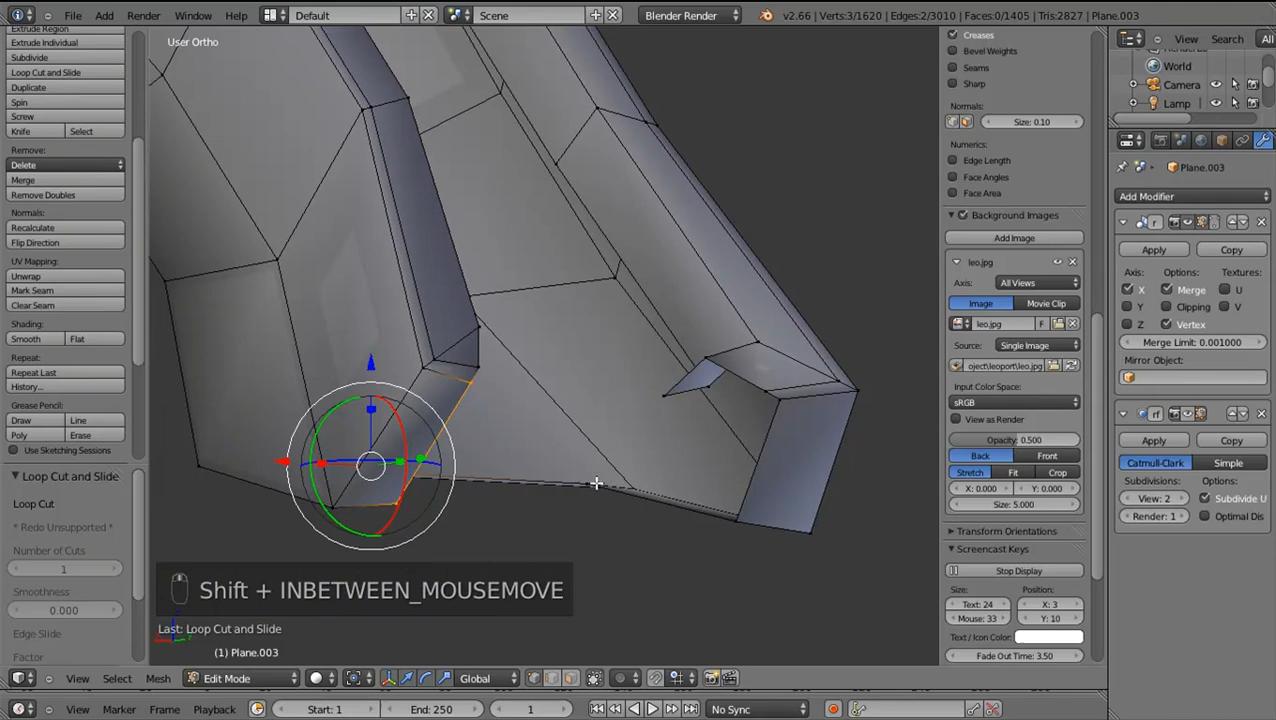 File Add Render Window Help Default Scene Blender Render v2.66 | Verts:3/1620 | Edges:2/3010 | Faces:0/1405 | Tris:2827 | Plane.003
Extrude Region
Extrude Individual
Subdivide
Loop Cut and Slide
Duplicate
Spin
Screw
Knife Select
Remove:
Delete
Merge
Remove Doubles
Normals:
Recalculate
Flip Direction
UV Mapping:
Unwrap
Mark Seam
Clear Seam
Shading:
Smooth Flat
Repeat:
Repeat Last
History...
Grease Pencil:
Draw Line
Poly Erase
Use Sketching Sessions
Loop Cut and Slide
Loop Cut
* Redo Unsupported *
Number of Cuts
1
Smoothness
0.000
Edge Slide
Factor
User Ortho
Shift + INBETWEEN_MOUSEMOVE
Last: Loop Cut and Slide
(1) Plane.003
Creases
Bevel Weights
Seams
Sharp
Normals:
Size: 0.10
Numerics:
Edge Length
Face Angles
Face Area
Background Images
Add Image
leo.jpg
Axis: All Views
Image Movie Clip
leo.jpg F
Source: Single Image
oject\leoport\leo.jpg
Input Color Space:
sRGB
View as Render
Opacity: 0.500
Back Front
Stretch Fit Crop
X: 0.000 Y: 0.000
Size: 5.000
Transform Orientations
Screencast Keys
Stop Display
Size: Position:
Text: 24 X: 3
Mouse: 33 Y: 10
Text / Icon Color:
Fade Out Time: 3.50
View Search All
World
Camera
Lamp
Plane.003
Add Modifier
Apply Copy
Axis: Options: Textures:
X Merge U
Y Clipping V
Z Vertex
Merge Limit: 0.001000
Mirror Object:
Apply Copy
Catmull-Clark Simple
Subdivisions: Options:
View: 2 Subdivide U
Render: 1 Optimal Dis
View Select Mesh Edit Mode Global
View Marker Frame Playback Start: 1 End: 250 1 No Sync